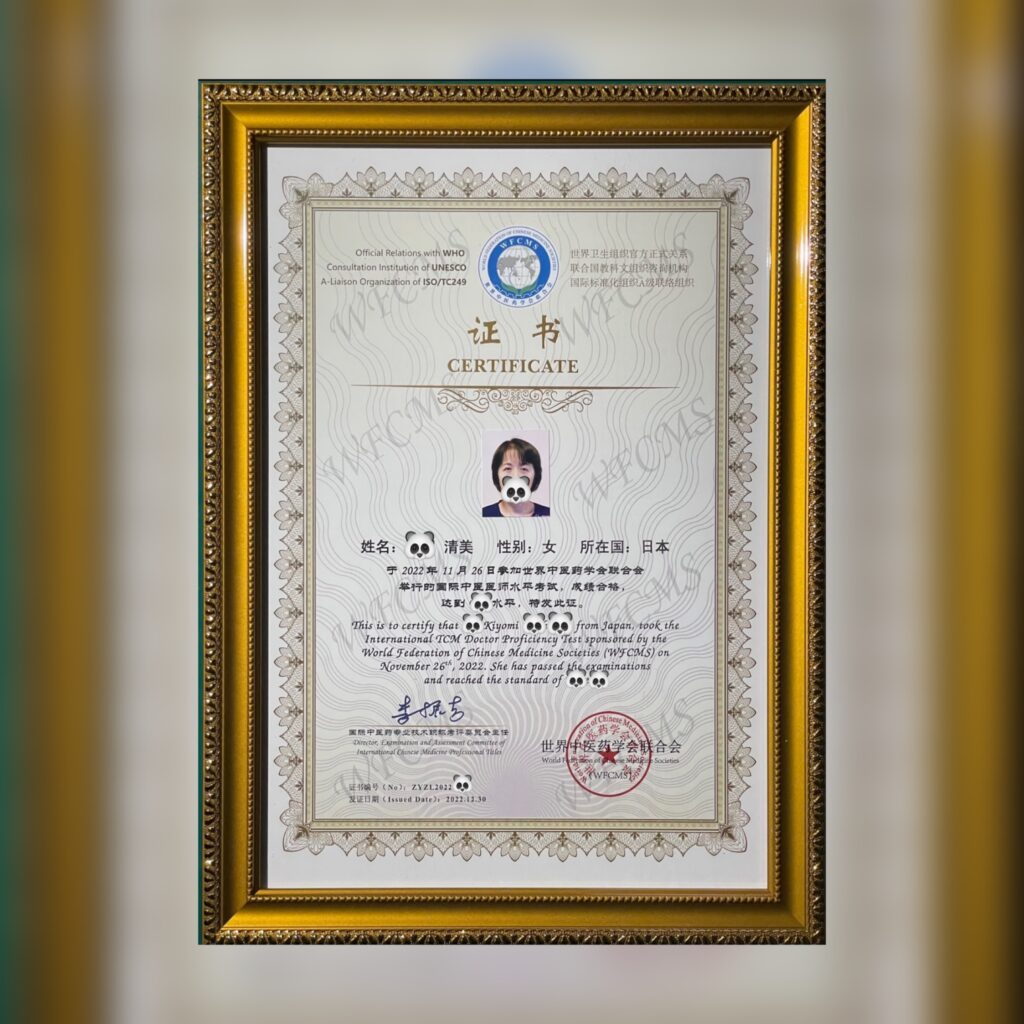 Official Relations with WHO
Consultation Institution of UNESCO
A-Liaison Organization of ISO/TC249
WFCMS
世界中医药学会联合会
世界卫生组织官方正式关系
联合国教科文组织咨询机构
国际标准化组织A级联络组织
证书
CERTIFICATE
姓名： 清美 性别：女 所在国：日本
于 2022 年 11 月 26 日参加世界中医药学会联合会
举行的国际中医医师水平考试，成绩合格，
达到 水平，特发此证。
This is to certify that Kiyomi from Japan, took the
International TCM Doctor Proficiency Test sponsored by the
World Federation of Chinese Medicine Societies (WFCMS) on
November 26th, 2022. She has passed the examinations
and reached the standard of
国际中医药专业技术职称考评委员会主任
Director, Examination and Assessment Committee of
International Chinese Medicine Professional Titles
证书编号（No）：ZYZL2022
发证日期（Issued Date）：2022.12.30
世界中医药学会联合会
World Federation of Chinese Medicine Societies
(WFCMS)